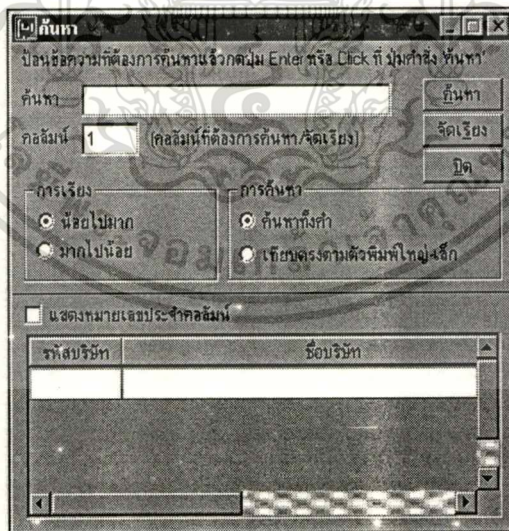 ค้นหา
ป้อนข้อความที่ต้องการค้นหาแล้วกดปุ่ม Enter หรือ Click ที่ ปุ่มคำสั่ง 'ค้นหา'
ค้นหา
ค้นหา
คอลัมน์ 1 (คอลัมน์ที่ต้องการค้นหา/จัดเรียง)
จัดเรียง
ปิด
การเรียง
น้อยไปมาก
มากไปน้อย
การค้นหา
ค้นหาทั้งคำ
เทียบตรงตามตัวพิมพ์ใหญ่-เล็ก
แสดงหมายเลขประจำคอลัมน์
รหัสบริษัท ชื่อบริษัท